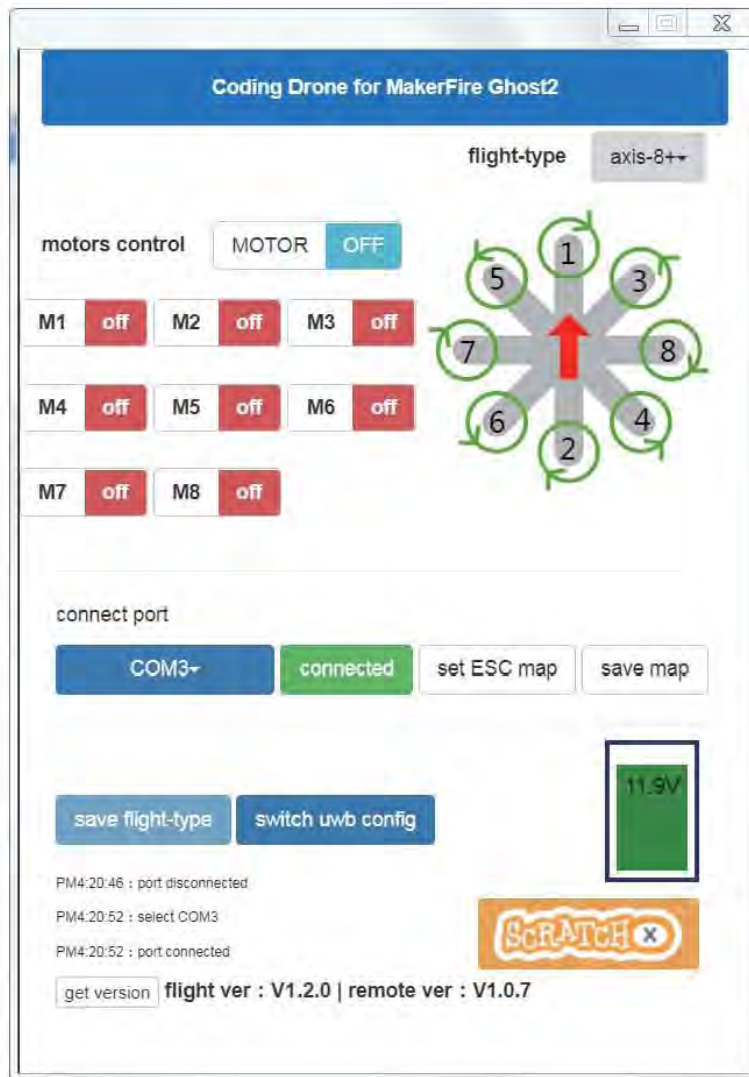 Coding Drone for MakerFire Ghost2
flight-type axis-8+
motors control MOTOR OFF
M1 off M2 off M3 off
M4 off M5 off M6 off
M7 off M8 off
1
5 3
7 8
6 4
2
connect port
COM3 connected set ESC map save map
11.9V
save flight-type switch uwb config
PM4:20:46 : port disconnected
PM4:20:52 : select COM3
PM4:20:52 : port connected
SCRATCH X
get version flight ver : V1.2.0 | remote ver : V1.0.7